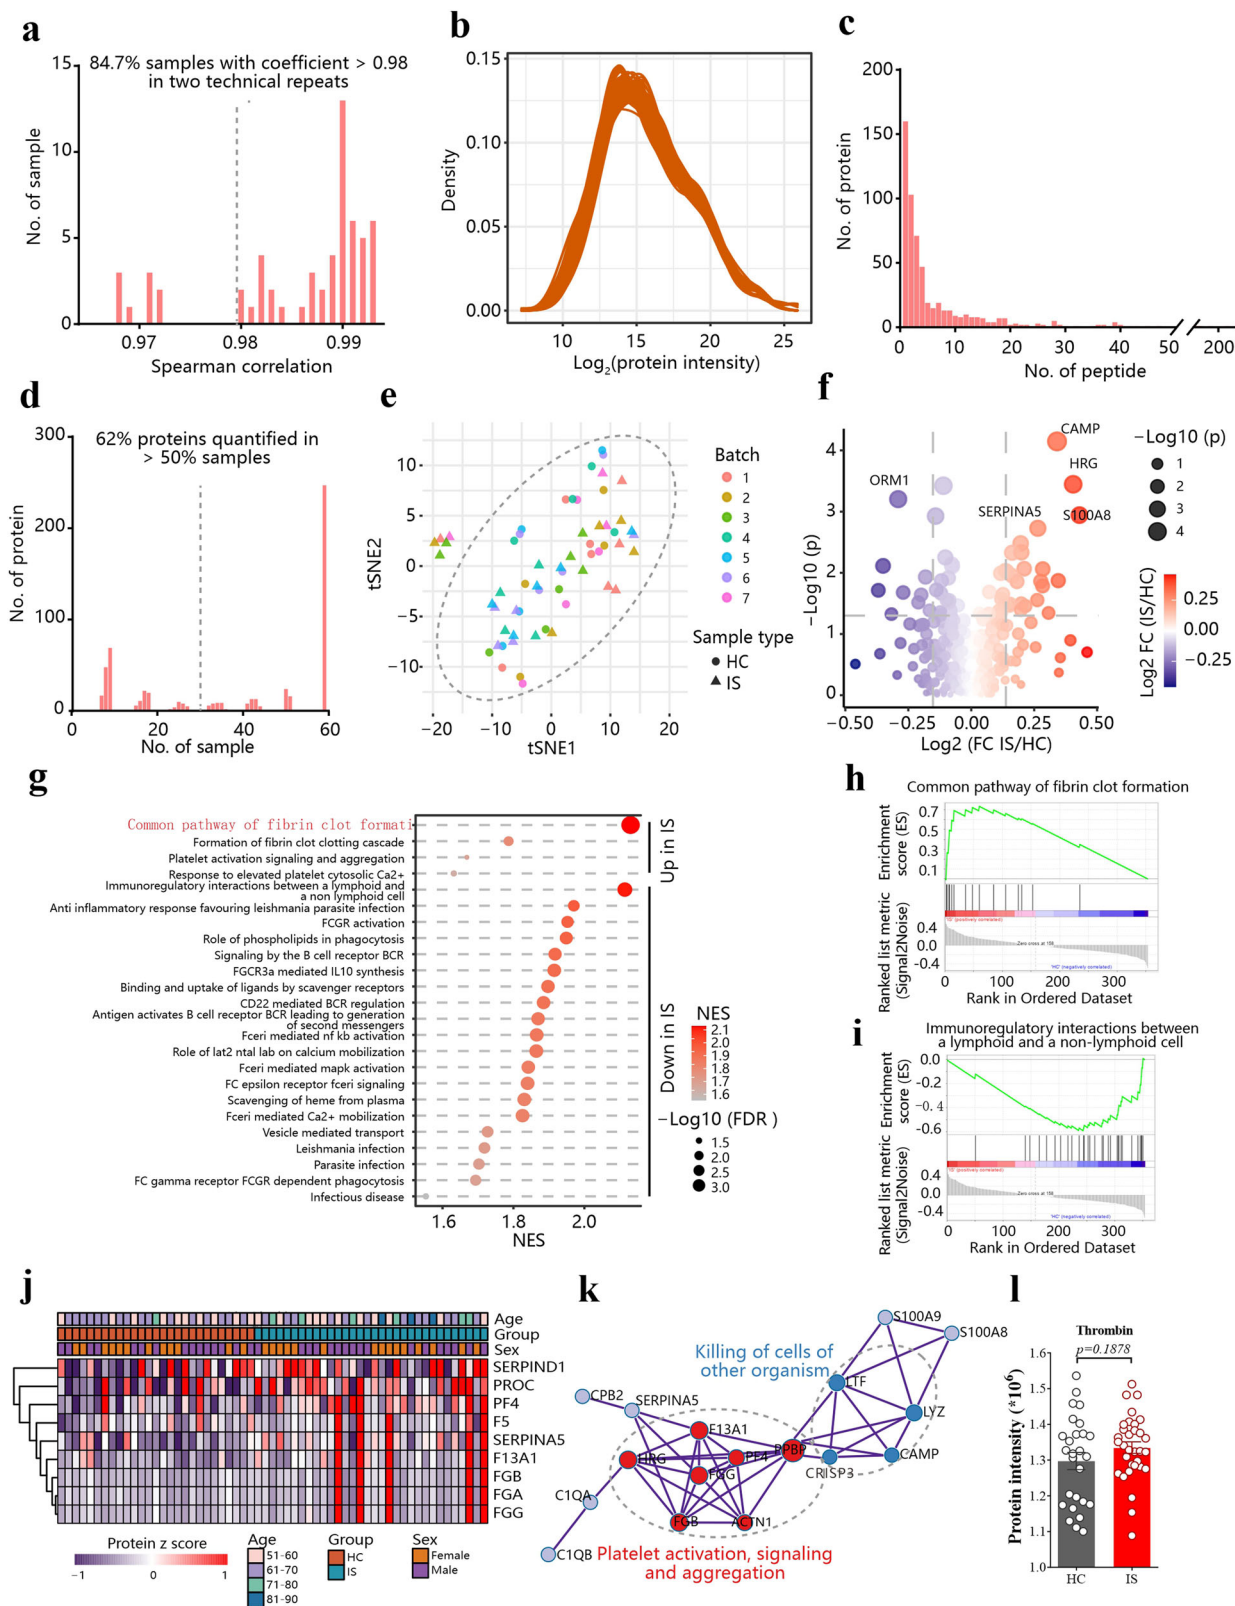 a
84.7% samples with coefficient > 0.98
in two technical repeats
15
10
5
0
No. of sample
0.97
0.98
0.99
Spearman correlation
b
0.15
0.10
0.05
0.00
Density
10
15
20
25
Log2(protein intensity)
c
200
150
100
50
0
No. of protein
0
10
20
30
40
50
200
No. of peptide
d
62% proteins quantified in
> 50% samples
300
200
100
0
No. of protein
0
20
40
60
No. of sample
e
10
5
0
−5
−10
tSNE2
−20
−10
0
10
20
tSNE1
Batch
1
2
3
4
5
6
7
Sample type
HC
IS
f
4
3
2
1
0
−Log10 (p)
CAMP
HRG
ORM1
SERPINA5
S100A8
−0.50
−0.25
0.00
0.25
0.50
Log2 (FC IS/HC)
−Log10 (p)
1
2
3
4
Log2 FC (IS/HC)
0.25
0.00
−0.25
g
Common pathway of fibrin clot formati
Formation of fibrin clot clotting cascade
Platelet activation signaling and aggregation
Response to elevated platelet cytosolic Ca2+
Immunoregulatory interactions between a lymphoid and
a non lymphoid cell
Anti inflammatory response favouring leishmania parasite infection
FCGR activation
Role of phospholipids in phagocytosis
Signaling by the B cell receptor BCR
FGCR3a mediated IL10 synthesis
Binding and uptake of ligands by scavenger receptors
CD22 mediated BCR regulation
Antigen activates B cell receptor BCR leading to generation
of second messengers
Fceri mediated nf kb activation
Role of lat2 ntal lab on calcium mobilization
Fceri mediated mapk activation
FC epsilon receptor fceri signaling
Scavenging of heme from plasma
Fceri mediated Ca2+ mobilization
Vesicle mediated transport
Leishmania infection
Parasite infection
FC gamma receptor FCGR dependent phagocytosis
Infectious disease
1.6
1.8
2.0
NES
Up in IS
Down in IS
NES
2.1
2.0
1.9
1.8
1.7
1.6
−Log10 (FDR )
1.5
2.0
2.5
3.0
h
Common pathway of fibrin clot formation
Enrichment
score (ES)
0.7
0.5
0.3
0.1
Ranked list metric
(Signal2Noise)
0.4
0.0
−0.4
'IS' (positively correlated)
Zero cross at 159
'HC' (negatively correlated)
0
100
200
300
Rank in Ordered Dataset
i
Immunoregulatory interactions between
a lymphoid and a non-lymphoid cell
Enrichment
score (ES)
0.0
−0.4
−0.6
Ranked list metric
(Signal2Noise)
0.4
0.0
−0.4
'IS' (positively correlated)
Zero cross at 159
'HC' (negatively correlated)
0
100
200
300
Rank in Ordered Dataset
j
Age
Group
Sex
SERPIND1
PROC
PF4
F5
SERPINA5
F13A1
FGB
FGA
FGG
Protein z score
−1
0
1
Age
51-60
61-70
71-80
81-90
Group
HC
IS
Sex
Female
Male
k
S100A9
S100A8
Killing of cells of
other organism
LTF
LYZ
CAMP
CRISP3
CPB2
SERPINA5
F13A1
HRG
PF4
PPBP
FGG
C1QA
FGB
ACTN1
C1QB
Platelet activation, signaling
and aggregation
l
Thrombin
p=0.1878
Protein intensity (*10⁶)
1.6
1.5
1.4
1.3
1.2
1.1
1.0
HC
IS